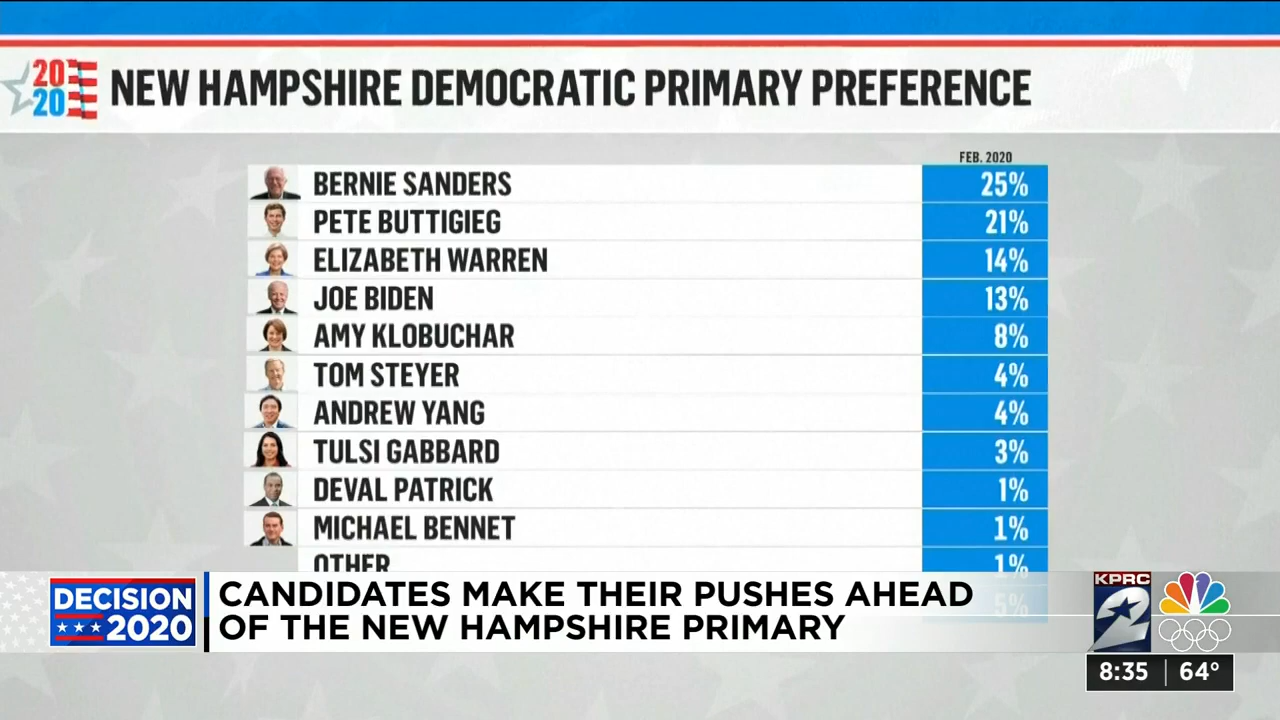 20
20
NEW HAMPSHIRE DEMOCRATIC PRIMARY PREFERENCE
FEB. 2020
BERNIE SANDERS 25%
PETE BUTTIGIEG 21%
ELIZABETH WARREN 14%
JOE BIDEN 13%
AMY KLOBUCHAR 8%
TOM STEYER 4%
ANDREW YANG 4%
TULSI GABBARD 3%
DEVAL PATRICK 1%
MICHAEL BENNET 1%
OTHER 1%
5%
DECISION
2020
CANDIDATES MAKE THEIR PUSHES AHEAD
OF THE NEW HAMPSHIRE PRIMARY
KPRC
2
8:35 64°